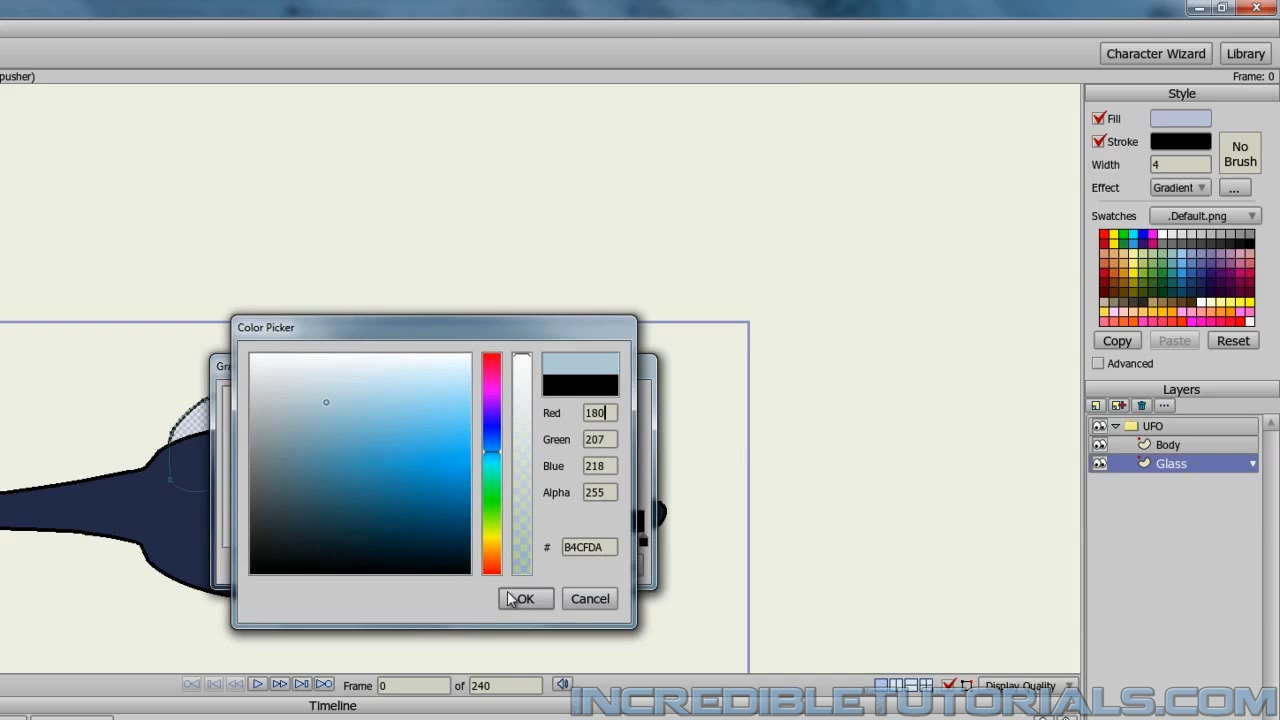 Character Wizard
Library
pusher)
Frame: 0
Style
Fill
Stroke
No
Brush
Width
4
Effect
Gradient
...
Swatches
.Default.png
Copy
Paste
Reset
Advanced
Layers
UFO
Body
Glass
Color Picker
Gra
Red
180
Green
207
Blue
218
Alpha
255
#
B4CFDA
OK
Cancel
Frame
0
of
240
Display Quality
Timeline
INCREDIBLETUTORIALS.COM